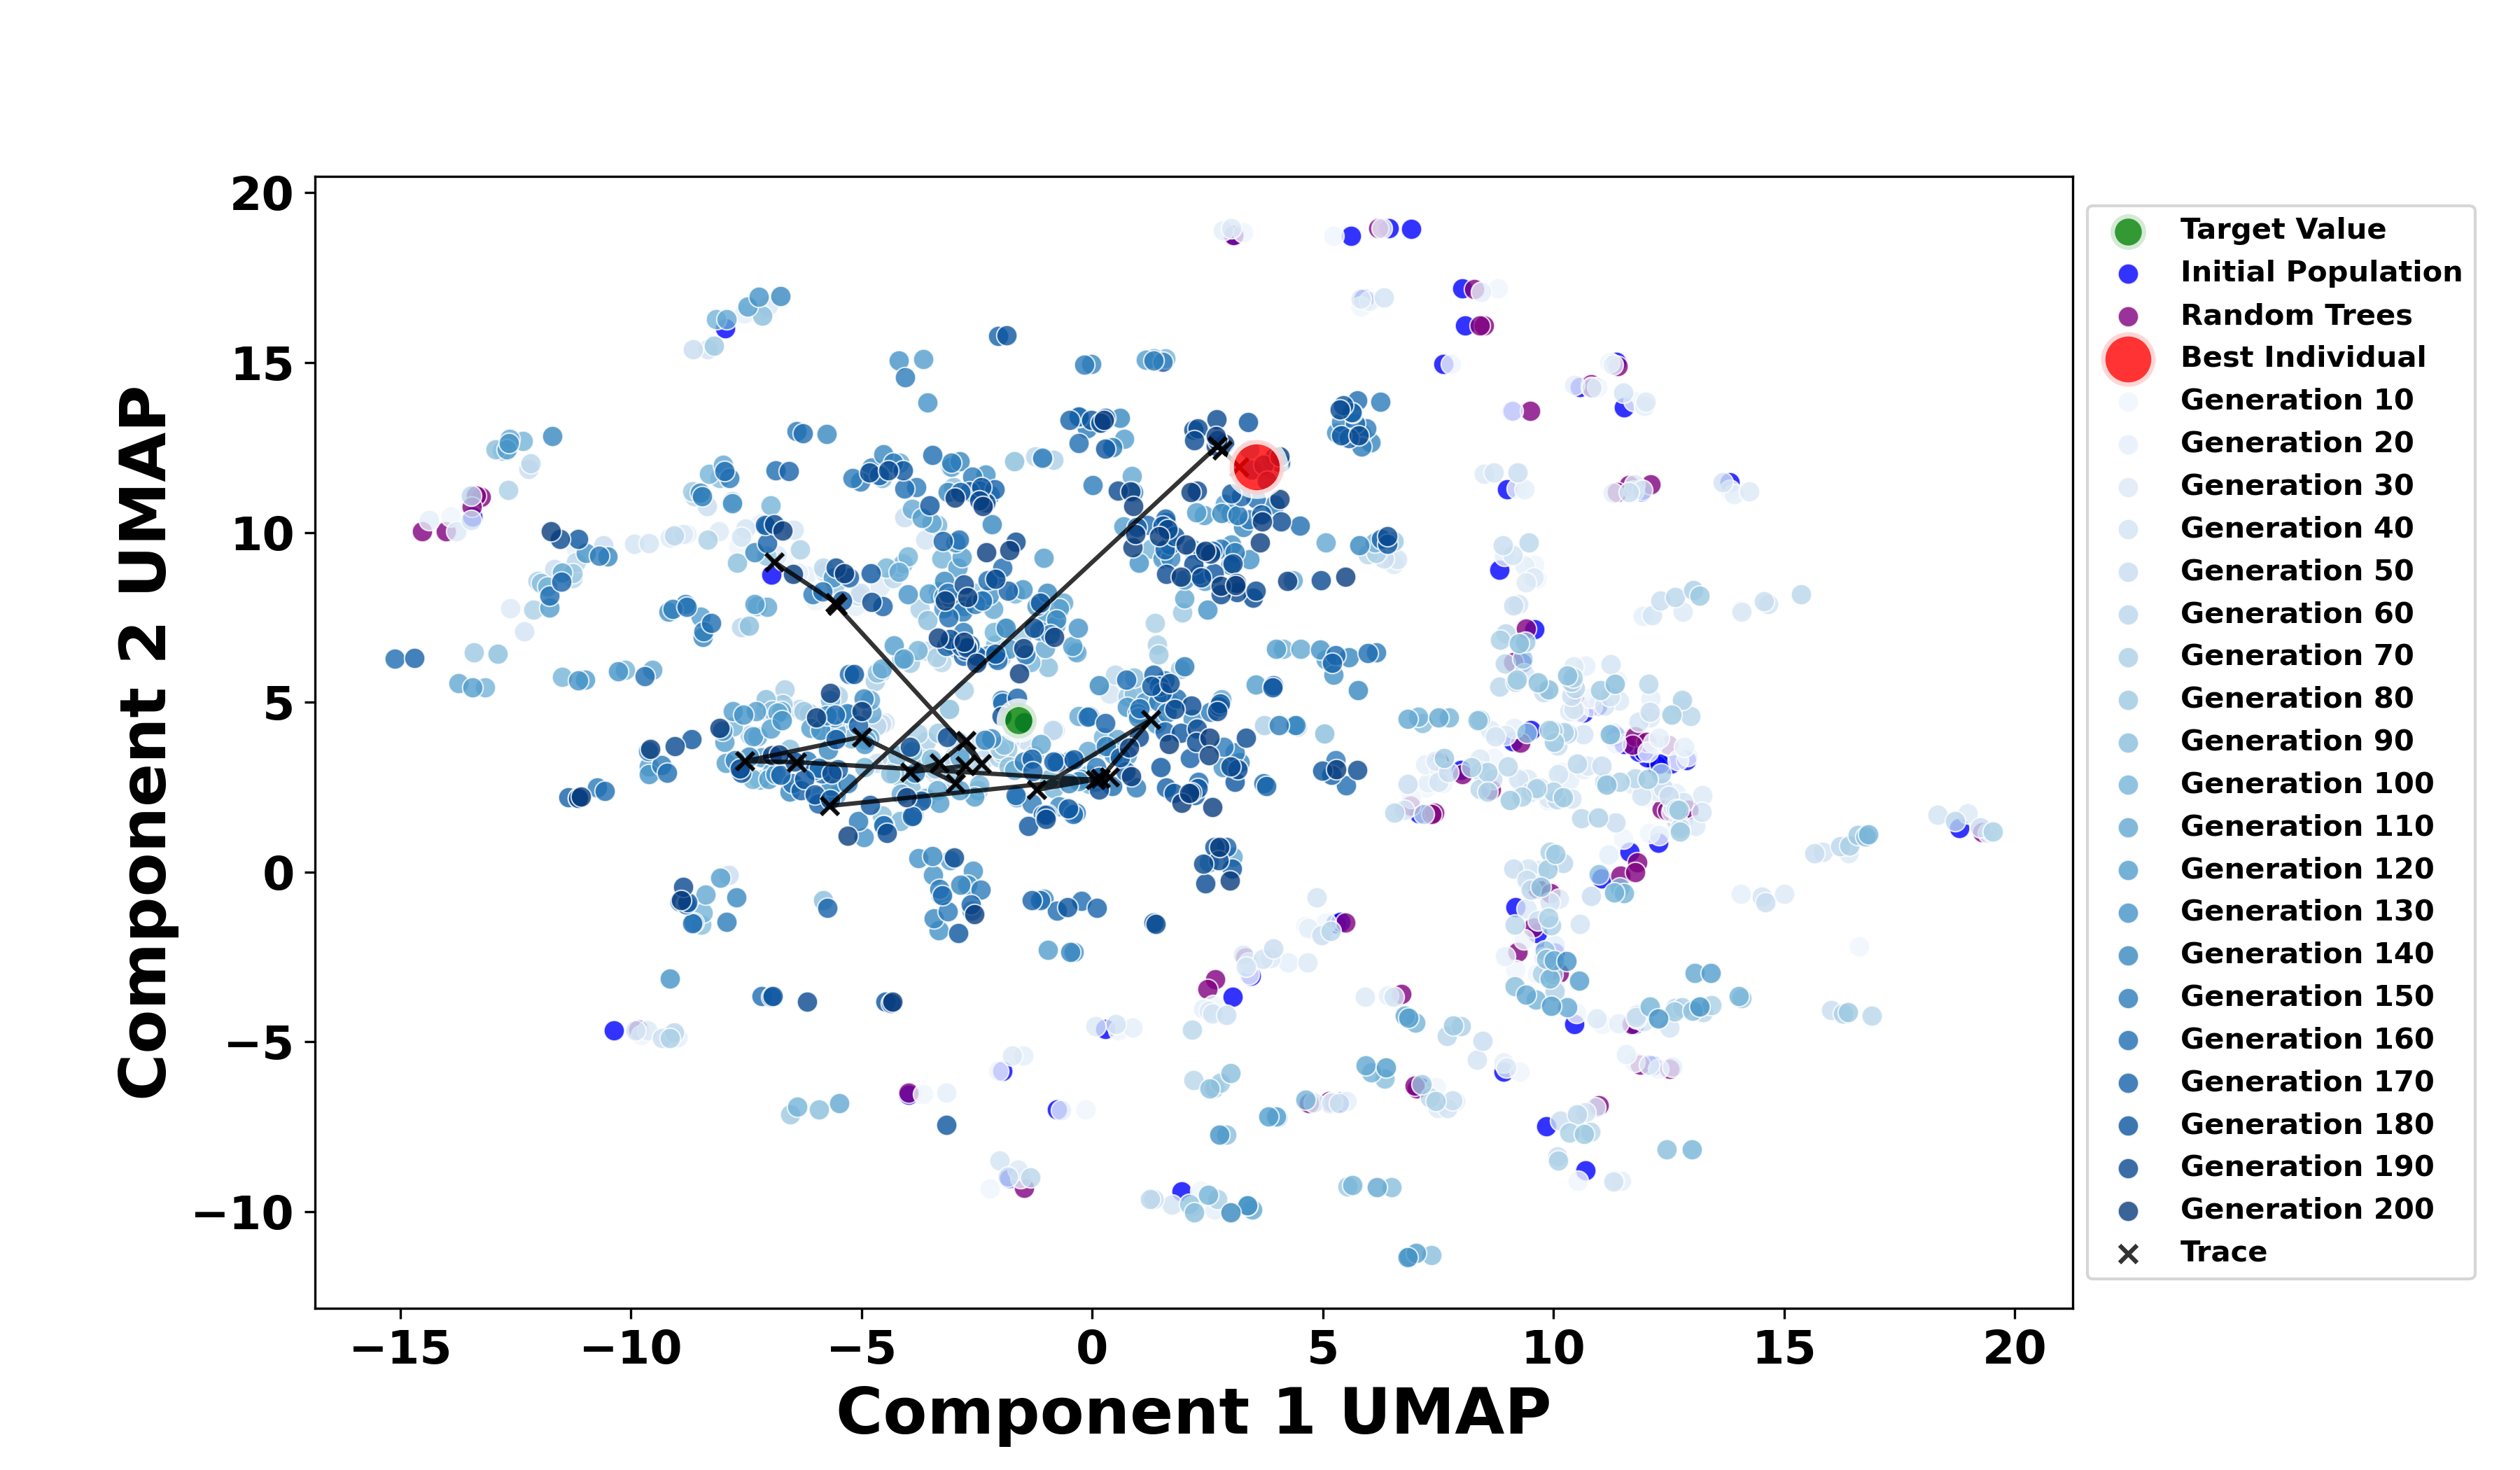 20
15
10
5
0
−5
−10
Component 2 UMAP
−15
−10
−5
0
5
10
15
20
Component 1 UMAP
Target Value
Initial Population
Random Trees
Best Individual
Generation 10
Generation 20
Generation 30
Generation 40
Generation 50
Generation 60
Generation 70
Generation 80
Generation 90
Generation 100
Generation 110
Generation 120
Generation 130
Generation 140
Generation 150
Generation 160
Generation 170
Generation 180
Generation 190
Generation 200
Trace